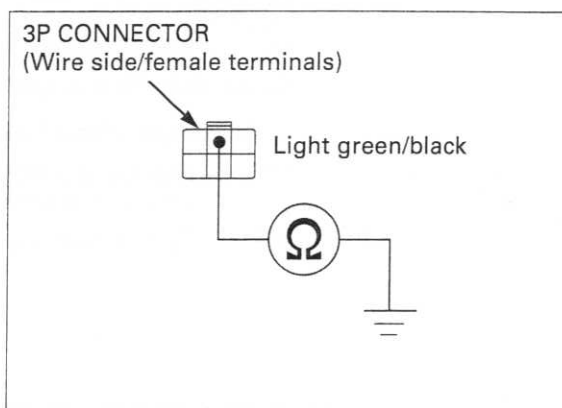 3P CONNECTOR
(Wire side/female terminals)
Light green/black
Ω